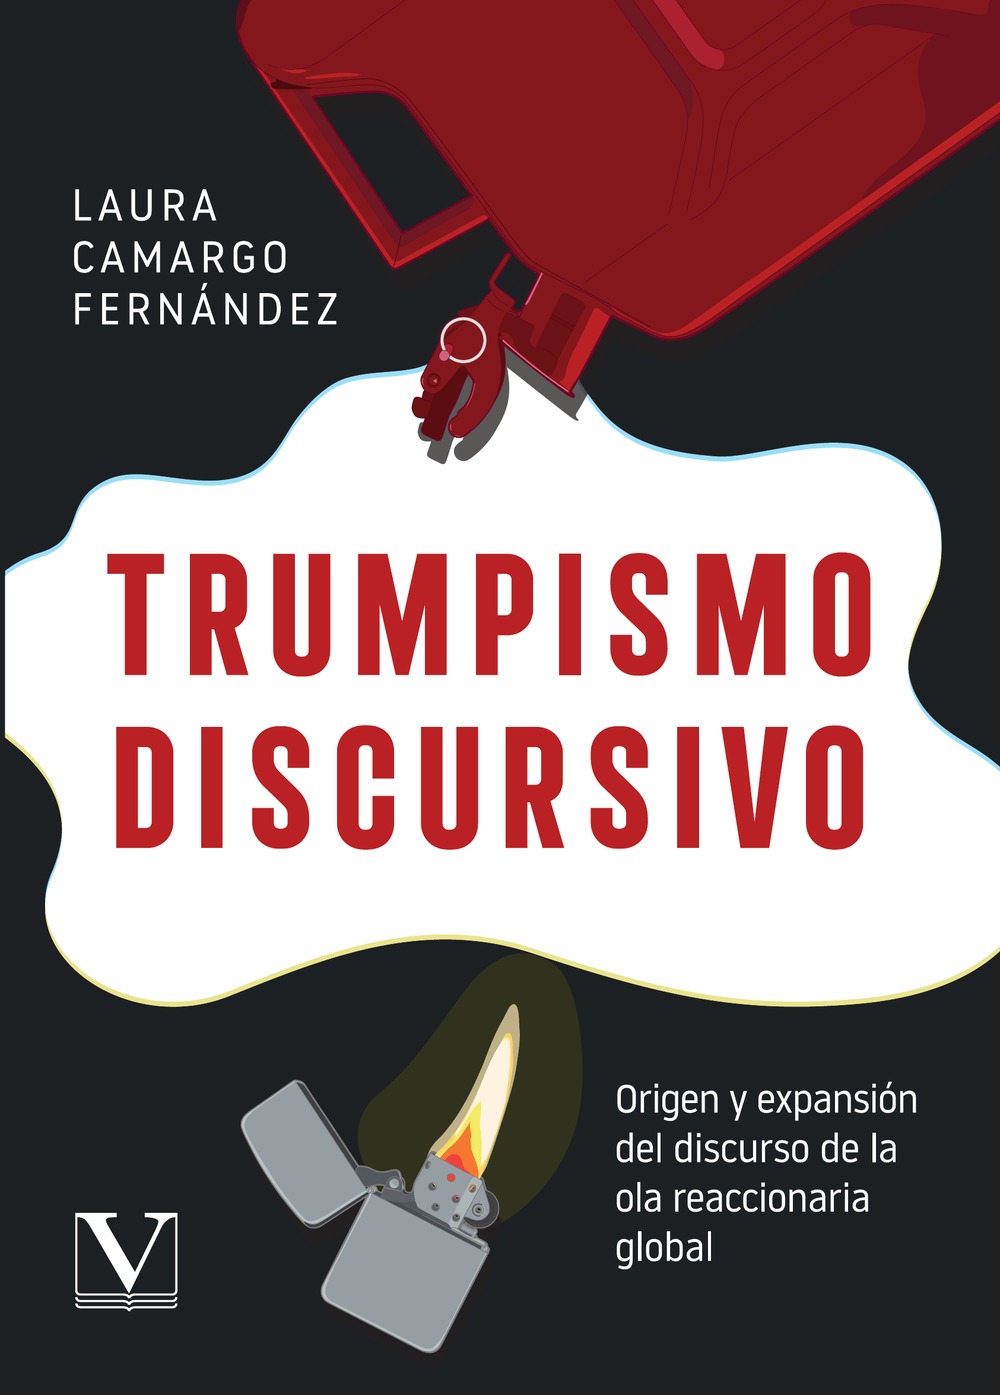 LAURA
CAMARGO
FERNÁNDEZ
TRUMPISMO
DISCURSIVO
Origen y expansión
del discurso de la
ola reaccionaria
global
V